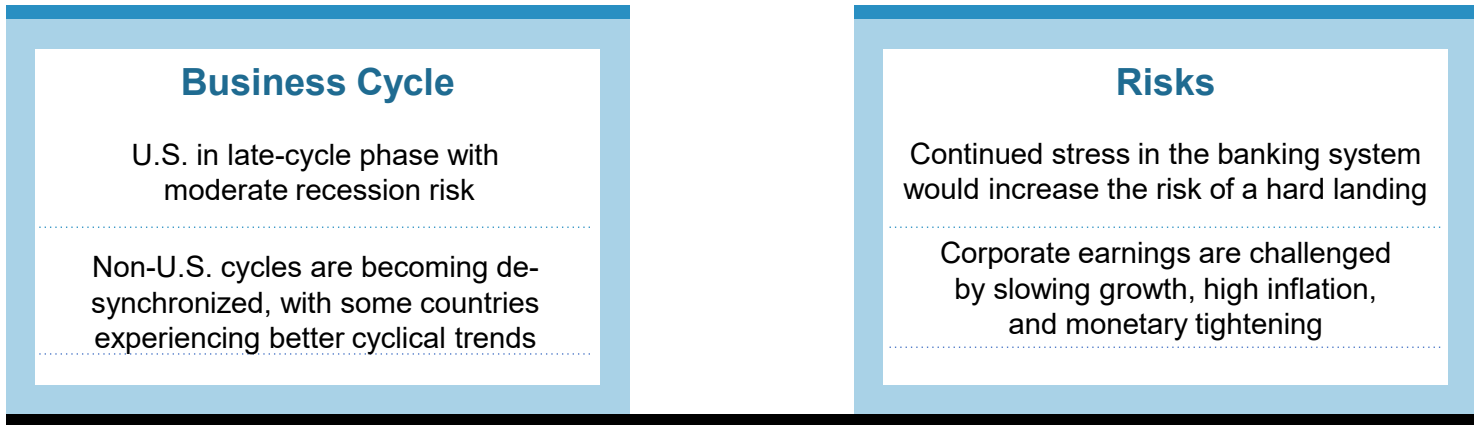 Business Cycle
U.S. in late-cycle phase with
moderate recession risk
Non-U.S. cycles are becoming de-
synchronized, with some countries
experiencing better cyclical trends
Risks
Continued stress in the banking system
would increase the risk of a hard landing
Corporate earnings are challenged
by slowing growth, high inflation,
and monetary tightening